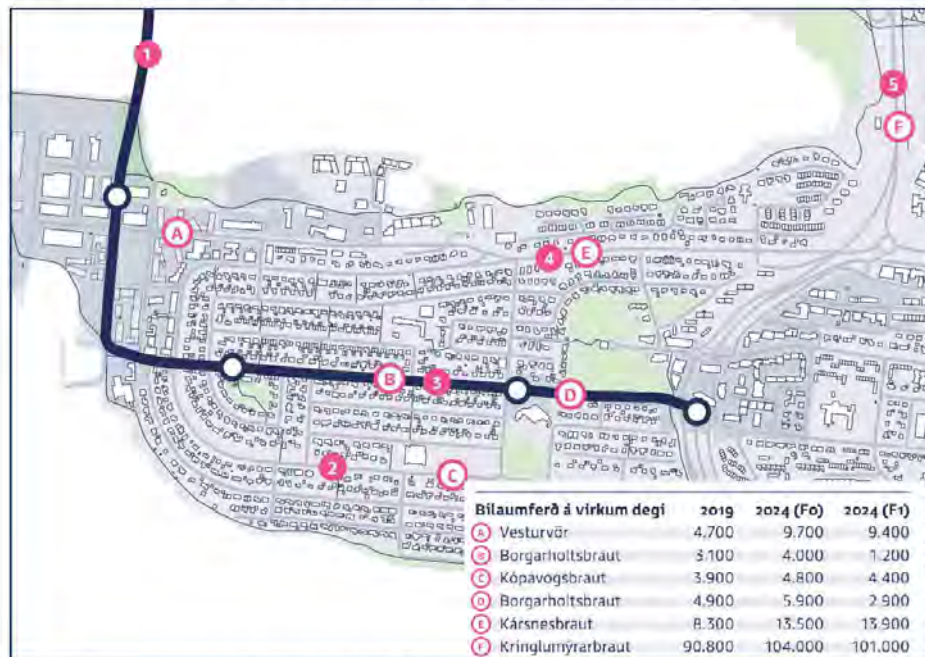 1
5
F
A
4
E
B
3
D
2
C
Bílaumferð á virkum degi 2019 2024 (F0) 2024 (F1)
A Vesturvör 4.700 9.700 9.400
B Borgarholtsbraut 3.100 4.000 1.200
C Kópavogsbraut 3.900 4.800 4.400
D Borgarholtsbraut 4.900 5.900 2.900
E Kársnesbraut 8.300 13.500 13.900
F Kringlumýrarbraut 90.800 104.000 101.000